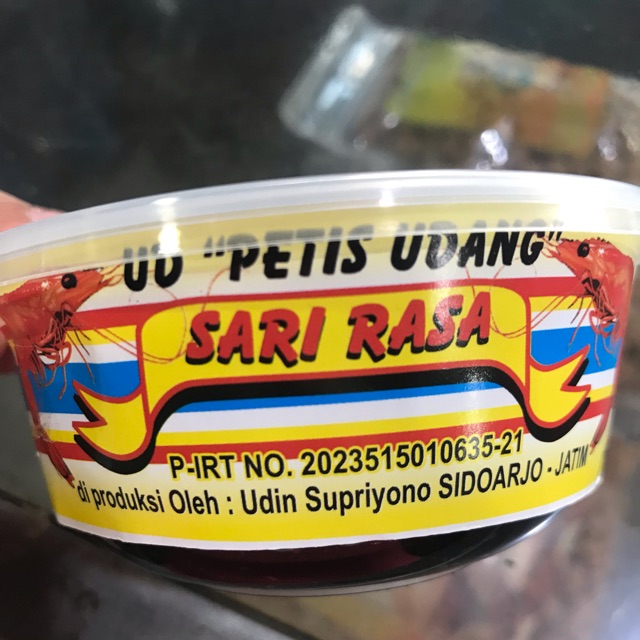 UD "PETIS UDANG"
SARI RASA
P-IRT NO. 2023515010635-21
di produksi Oleh : Udin Supriyono SIDOARJO - JATIM